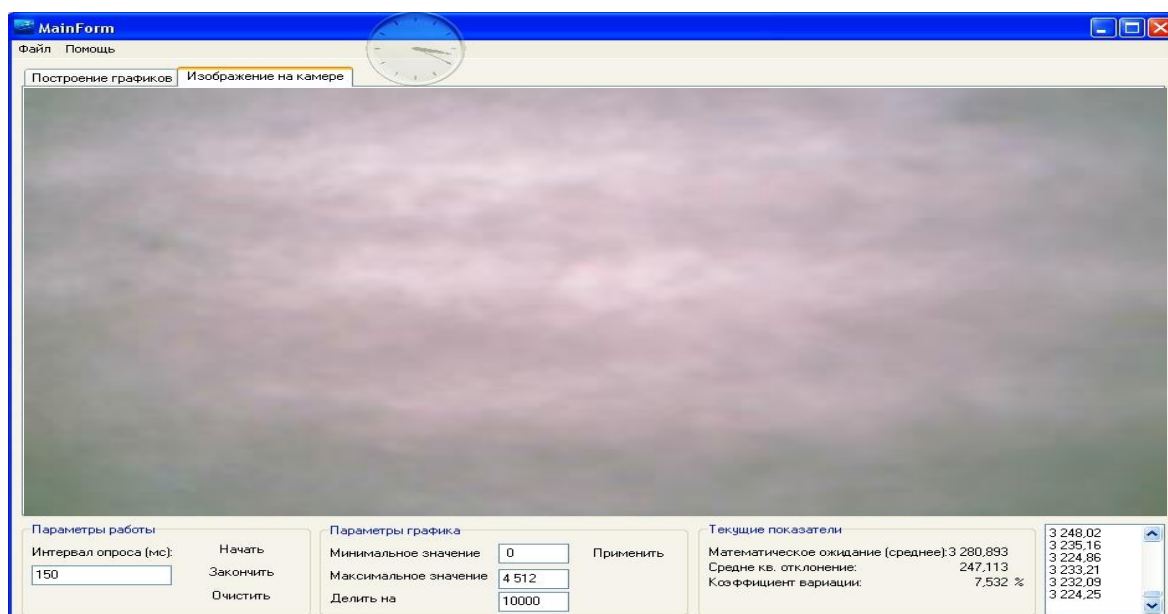 MainForm
Файл Помощь
Построение графиков Изображение на камере
Параметры работы
Интервал опроса (мс):
150
Начать
Закончить
Очистить
Параметры графика
Минимальное значение 0
Максимальное значение 4 512
Делить на 10000
Применить
Текущие показатели
Математическое ожидание (среднее):3 280,893
Средне кв. отклонение: 247,113
Коэффициент вариации: 7,532 %
3 248,02
3 235,16
3 224,86
3 233,21
3 232,09
3 224,25